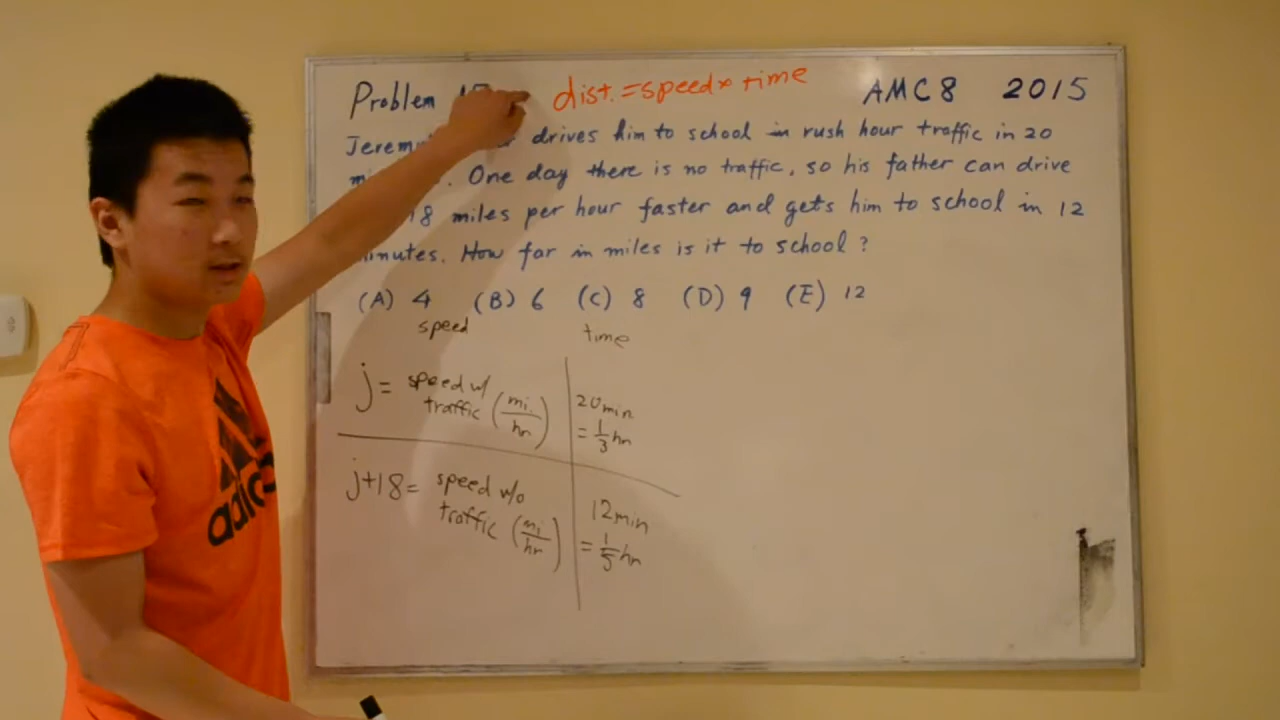 Problem dist. = speed × time AMC8 2015
drives him to school in rush hour traffic in 20
One day there is no traffic, so his father can drive
18 miles per hour faster and gets him to school in 12
minutes. How far in miles is it to school?
(A) 4 (B) 6 (C) 8 (D) 9 (E) 12
speed time
j = speed w/ traffic (mi./hr) 20 min = 1/3 hr
j+18 = speed w/o traffic (mi/hr) 12 min = 1/5 hr
adidas